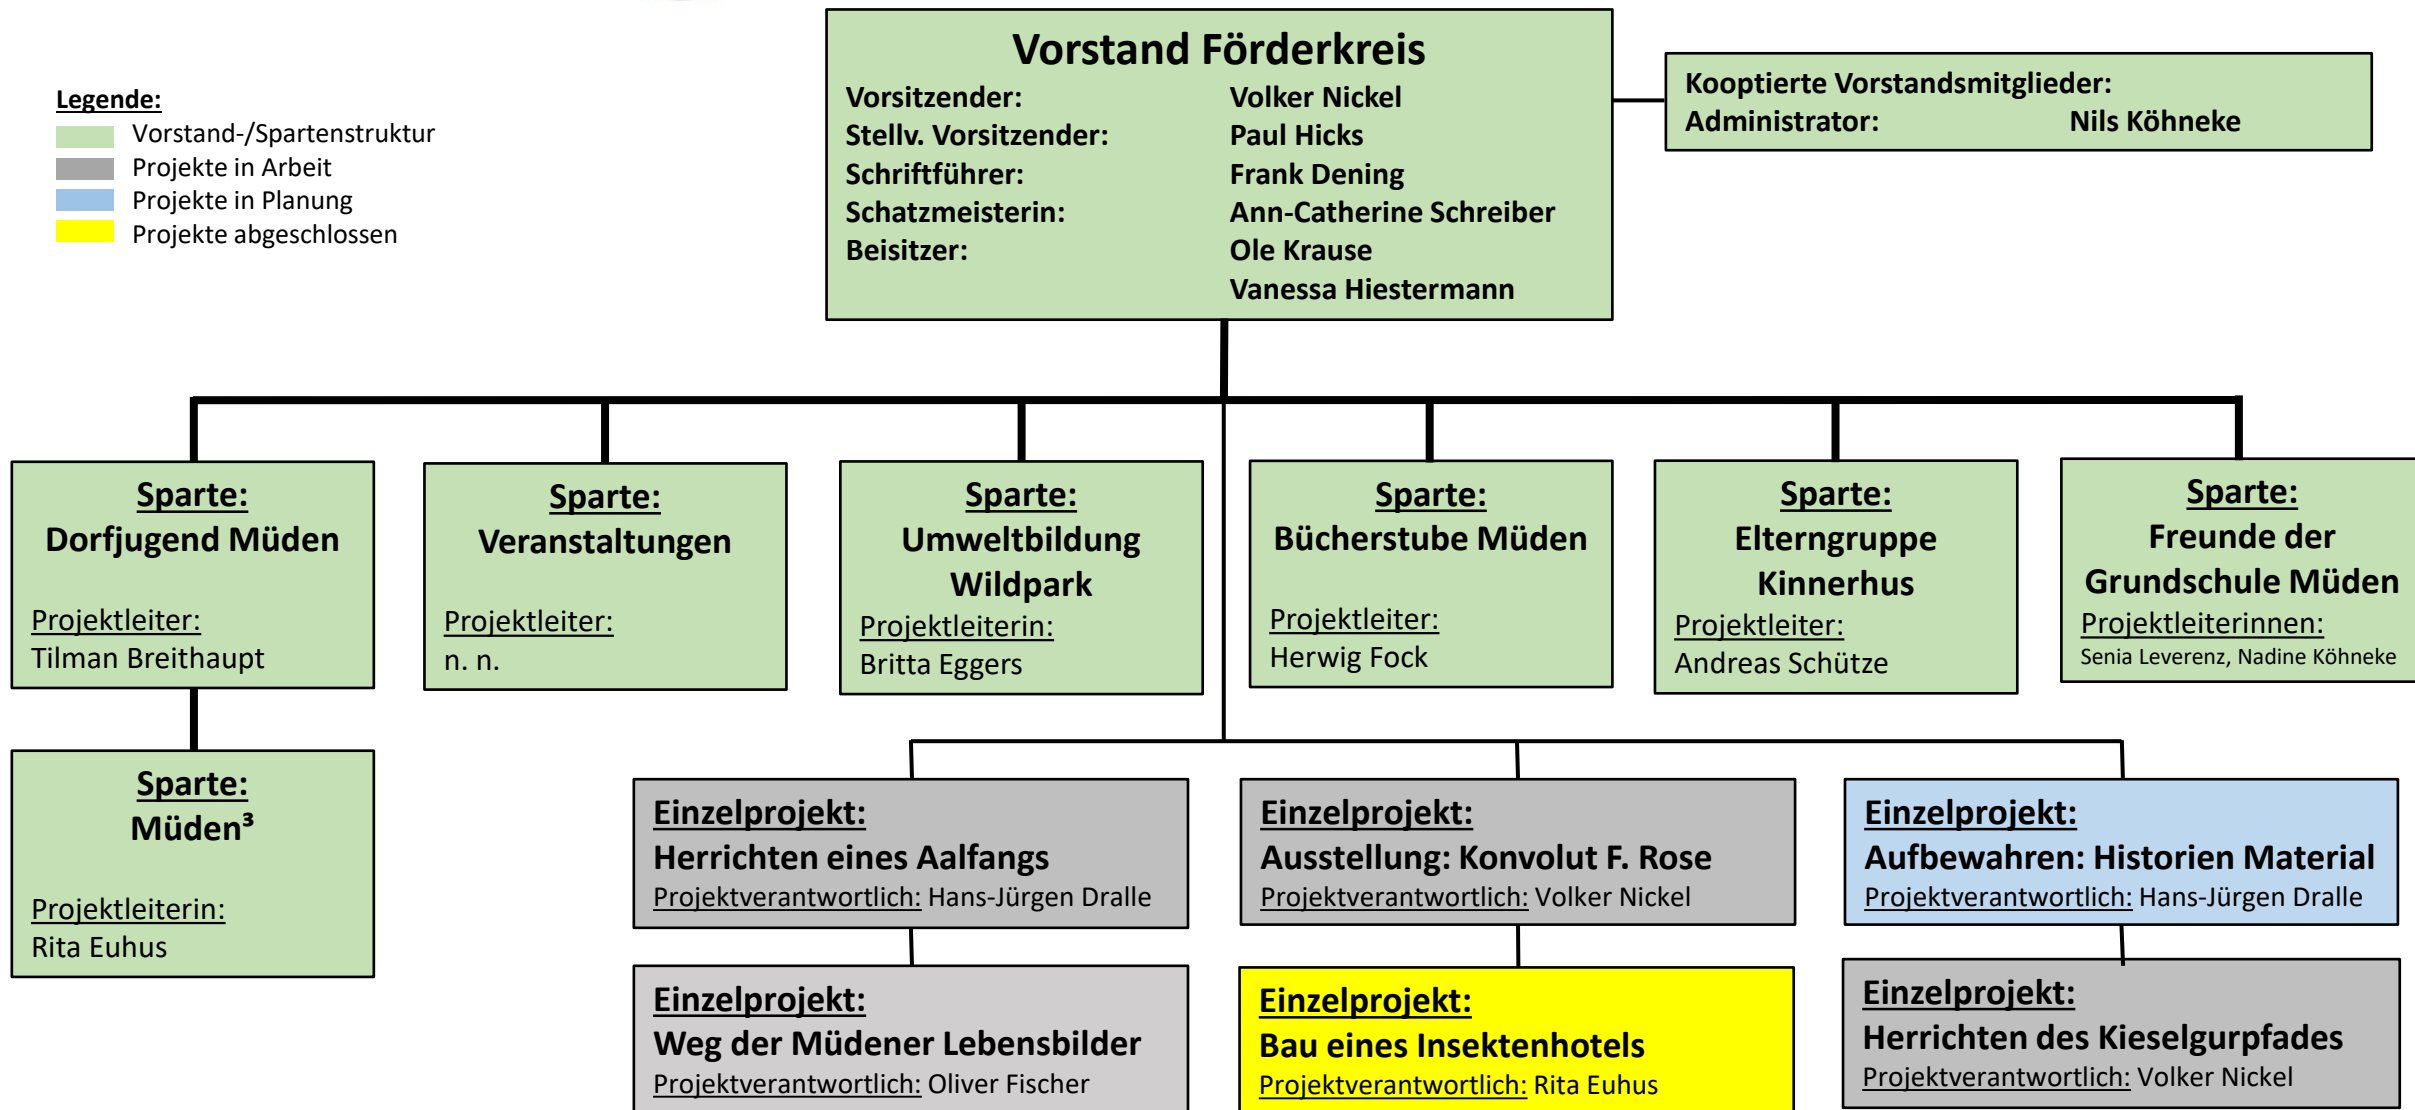 Vorstand Förderkreis
Vorsitzender: Volker Nickel
Stellv. Vorsitzender: Paul Hicks
Schriftführer: Frank Dening
Schatzmeisterin: Ann-Catherine Schreiber
Beisitzer: Ole Krause
Vanessa Hiestermann
Kooptierte Vorstandsmitglieder:
Administrator: Nils Köhneke
Legende:
Vorstand-/Spartenstruktur
Projekte in Arbeit
Projekte in Planung
Projekte abgeschlossen
Sparte:
Dorfjugend Müden
Projektleiter:
Tilman Breithaupt
Sparte:
Veranstaltungen
Projektleiter:
n. n.
Sparte:
Umweltbildung
Wildpark
Projektleiterin:
Britta Eggers
Sparte:
Bücherstube Müden
Projektleiter:
Herwig Fock
Sparte:
Elterngruppe
Kinnerhus
Projektleiter:
Andreas Schütze
Sparte:
Freunde der
Grundschule Müden
Projektleiterinnen:
Senia Leverenz, Nadine Köhneke
Sparte:
Müden³
Projektleiterin:
Rita Euhus
Einzelprojekt:
Herrichten eines Aalfangs
Projektverantwortlich: Hans-Jürgen Dralle
Einzelprojekt:
Ausstellung: Konvolut F. Rose
Projektverantwortlich: Volker Nickel
Einzelprojekt:
Aufbewahren: Historien Material
Projektverantwortlich: Hans-Jürgen Dralle
Einzelprojekt:
Weg der Müdener Lebensbilder
Projektverantwortlich: Oliver Fischer
Einzelprojekt:
Bau eines Insektenhotels
Projektverantwortlich: Rita Euhus
Einzelprojekt:
Herrichten des Kieselgurpfades
Projektverantwortlich: Volker Nickel